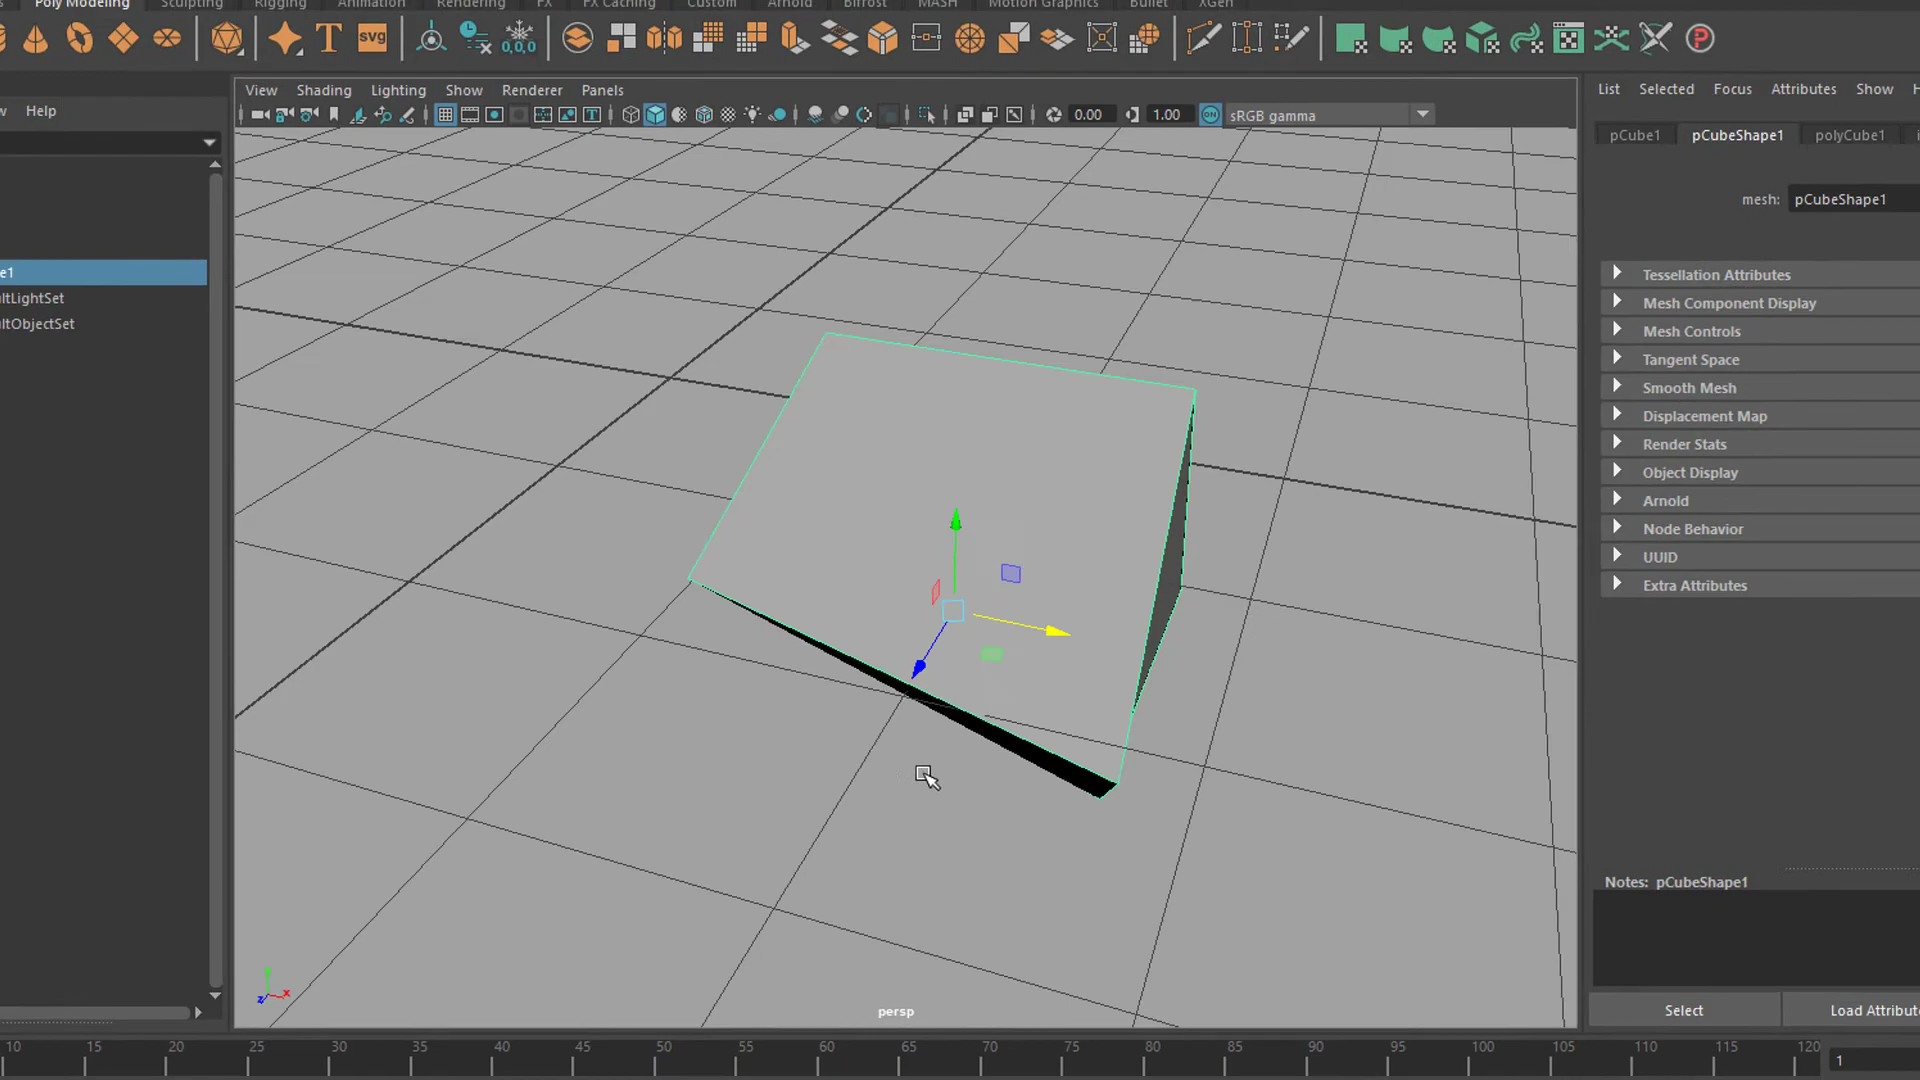 Poly Modeling Sculpting Rigging Animation Rendering FX FX Caching Custom Arnold Bifrost MASH Motion Graphics Bullet XGen
T SVG 0,0,0 P
View Shading Lighting Show Renderer Panels
List Selected Focus Attributes Show H
Help
0.00 1.00 ON sRGB gamma
pCube1 pCubeShape1 polyCube1
mesh: pCubeShape1
e1
ltLightSet
ltObjectSet
Tessellation Attributes
Mesh Component Display
Mesh Controls
Tangent Space
Smooth Mesh
Displacement Map
Render Stats
Object Display
Arnold
Node Behavior
UUID
Extra Attributes
Notes: pCubeShape1
z x
persp
Select Load Attribut
10 15 20 25 30 35 40 45 50 55 60 65 70 75 80 85 90 95 100 105 110 115 120
1